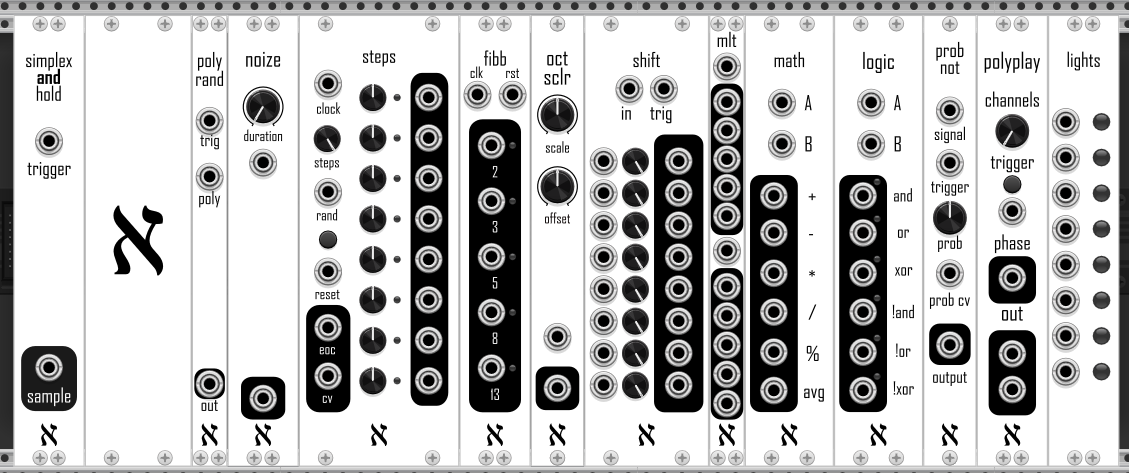 simplex
and
hold
trigger
sample
א
א
poly
rand
trig
poly
out
א
noize
duration
א
steps
clock
steps
rand
reset
eoc
cv
א
fibb
clk rst
2
3
5
8
13
א
oct
sclr
scale
offset
א
shift
in trig
א
mlt
א
math
A
B
+
-
*
/
%
avg
א
logic
A
B
and
or
xor
!and
!or
!xor
א
prob
not
signal
trigger
prob
prob cv
output
א
polyplay
channels
trigger
phase
out
א
lights
א